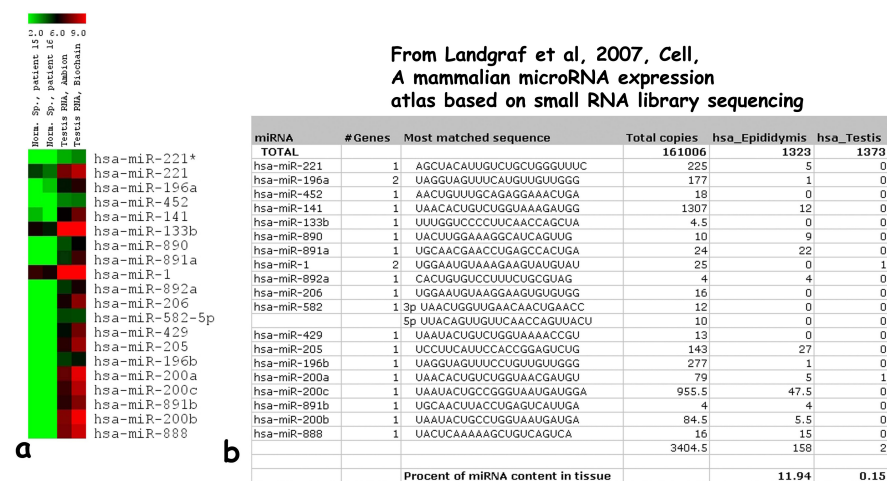 2.0 6.0 9.0
Norm. Sp., patient 15
Norm. Sp., patient 16
Testis RNA, Ambion
Testis RNA, Biochain
hsa-miR-221*
hsa-miR-221
hsa-miR-196a
hsa-miR-452
hsa-miR-141
hsa-miR-133b
hsa-miR-890
hsa-miR-891a
hsa-miR-1
hsa-miR-892a
hsa-miR-206
hsa-miR-582-5p
hsa-miR-429
hsa-miR-205
hsa-miR-196b
hsa-miR-200a
hsa-miR-200c
hsa-miR-891b
hsa-miR-200b
hsa-miR-888
a
From Landgraf et al, 2007, Cell,
A mammalian microRNA expression
atlas based on small RNA library sequencing
miRNA #Genes Most matched sequence Total copies hsa_Epididymis hsa_Testis
TOTAL 161006 1323 1373
hsa-miR-221 1 AGCUACAUUGUCUGCUGGGUUUC 225 5 0
hsa-miR-196a 2 UAGGUAGUUUCAUGUUGUUGGG 177 1 0
hsa-miR-452 1 AACUGUUUGCAGAGGAAACUGA 18 0 0
hsa-miR-141 1 UAACACUGUCUGGUAAAGAUGG 1307 12 0
hsa-miR-133b 1 UUUGGUCCCCUUCAACCAGCUA 4.5 0 0
hsa-miR-890 1 UACUUGGAAAGGCAUCAGUUG 10 9 0
hsa-miR-891a 1 UGCAACGAACCUGAGCCACUGA 24 22 0
hsa-miR-1 2 UGGAAUGUAAAGAAGUAUGUAU 25 0 1
hsa-miR-892a 1 CACUGUGUCCUUUCUGCGUAG 4 4 0
hsa-miR-206 1 UGGAAUGUAAGGAAGUGUGUGG 16 0 0
hsa-miR-582 1 3p UAACUGGUUGAACAACUGAACC 12 0 0
5p UUACAGUUGUUCAACCAGUUACU 10 0 0
hsa-miR-429 1 UAAUACUGUCUGGUAAAACCGU 13 0 0
hsa-miR-205 1 UCCUUCAUUCCACCGGAGUCUG 143 27 0
hsa-miR-196b 1 UAGGUAGUUUCCUGUUGUUGGG 277 1 0
hsa-miR-200a 1 UAACACUGUCUGGUAACGAUGU 79 5 1
hsa-miR-200c 1 UAAUACUGCCGGGUAAUGAUGGA 955.5 47.5 0
hsa-miR-891b 1 UGCAACUUACCUGAGUCAUUGA 4 4 0
hsa-miR-200b 1 UAAUACUGCCUGGUAAUGAUGA 84.5 5.5 0
hsa-miR-888 1 UACUCAAAAAGCUGUCAGUCA 16 15 0
3404.5 158 2
Procent of miRNA content in tissue 11.94 0.15
b